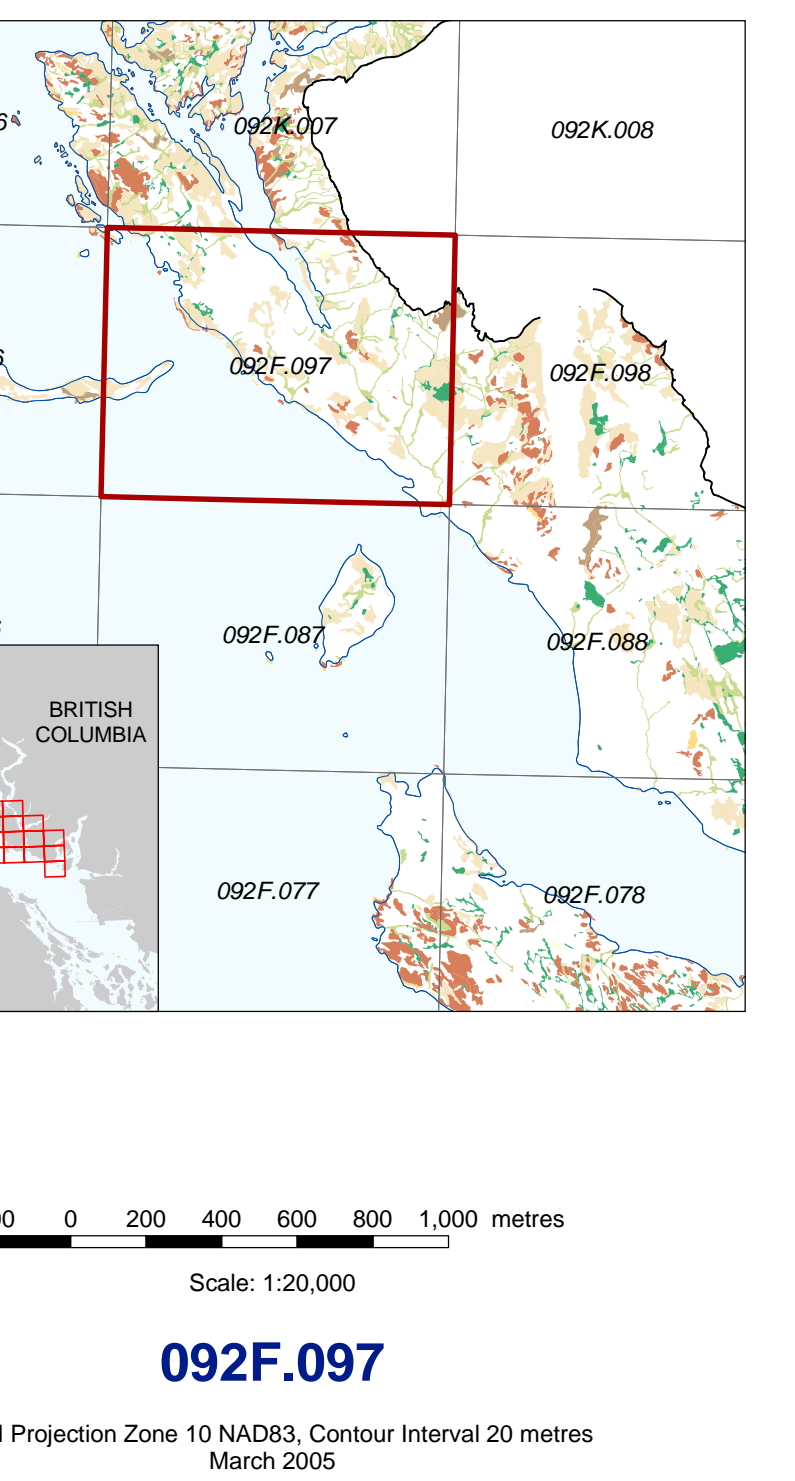 092K.007
092K.008
092F.097
092F.098
092F.087
092F.088
BRITISH
COLUMBIA
092F.077
092F.078
0 200 400 600 800 1,000 metres
Scale: 1:20,000
092F.097
Projection Zone 10 NAD83, Contour Interval 20 metres
March 2005